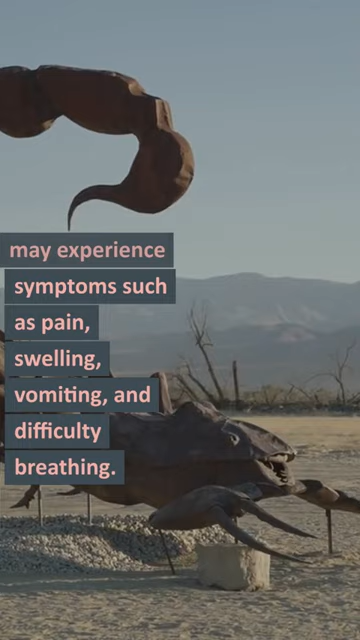 may experience
symptoms such
as pain,
swelling,
vomiting, and
difficulty
breathing.